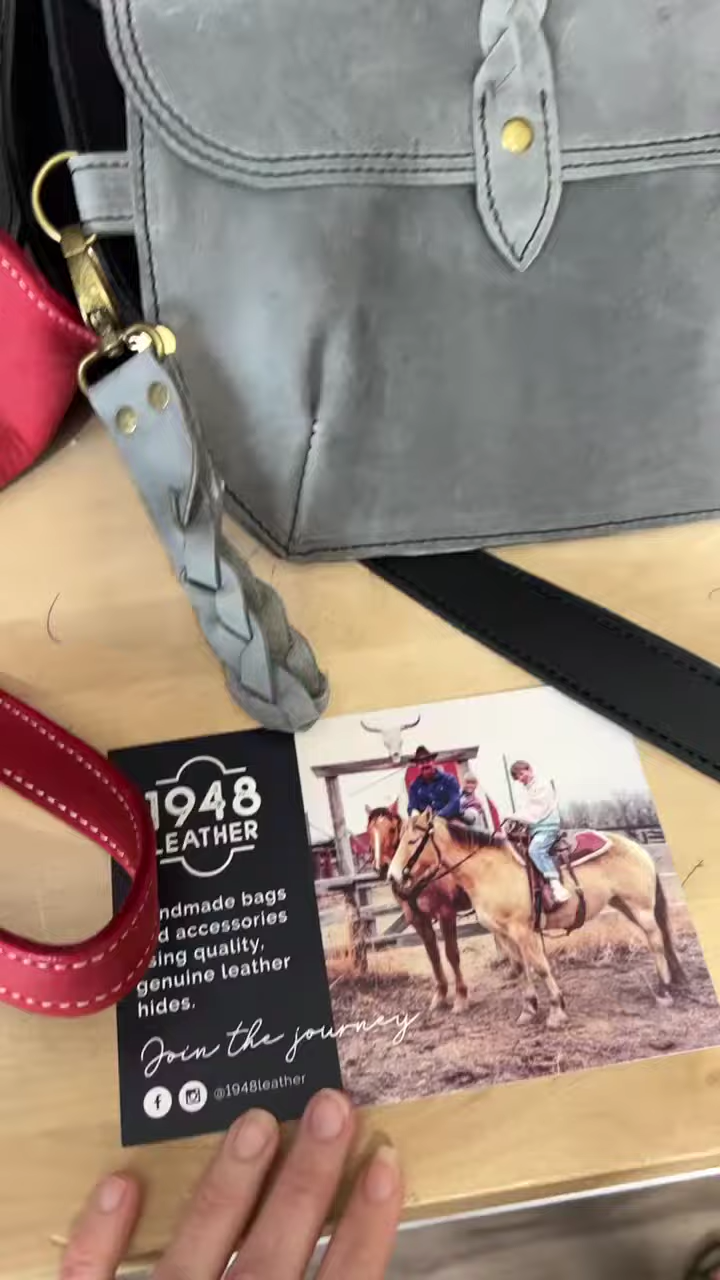 1948
LEATHER
ndmade bags
d accessories
sing quality,
genuine leather
hides.
Join the journey
@1948leather